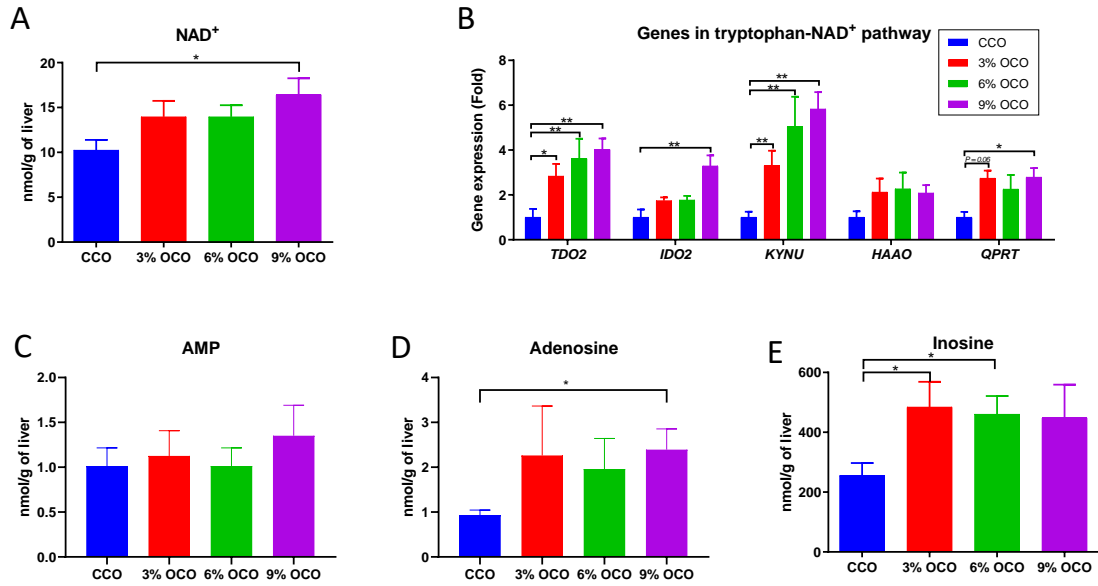 A
NAD+
*
20
15
10
5
0
nmol/g of liver
CCO 3% OCO 6% OCO 9% OCO
B
Genes in tryptophan-NAD+ pathway
CCO
3% OCO
6% OCO
9% OCO
8
6
4
2
0
Gene expression (Fold)
**
**
*
**
**
**
**
*
P = 0.06
TDO2 IDO2 KYNU HAAO QPRT
C
AMP
2.0
1.5
1.0
0.5
0.0
nmol/g of liver
CCO 3% OCO 6% OCO 9% OCO
D
Adenosine
*
4
3
2
1
0
nmol/g of liver
CCO 3% OCO 6% OCO 9% OCO
E
Inosine
*
*
600
400
200
0
nmol/g of liver
CCO 3% OCO 6% OCO 9% OCO